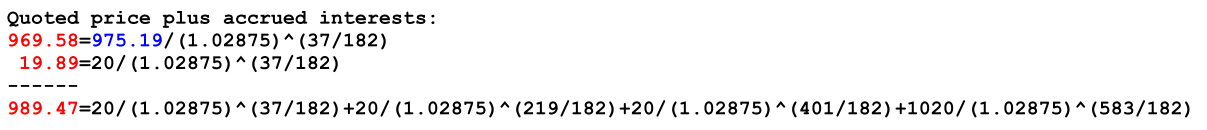 Quoted price plus accrued interests:
969.58=975.19/(1.02875)^(37/182)
 19.89=20/(1.02875)^(37/182)
------
989.47=20/(1.02875)^(37/182)+20/(1.02875)^(219/182)+20/(1.02875)^(401/182)+1020/(1.02875)^(583/182)